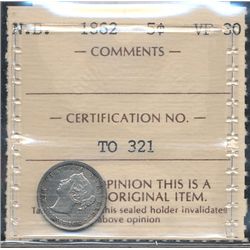 N.B. 1862 5¢ VF 30
— COMMENTS —
— CERTIFICATION NO. —
TO 321
OPINION THIS IS A
ORIGINAL ITEM.
this sealed holder invalidates
above opinion